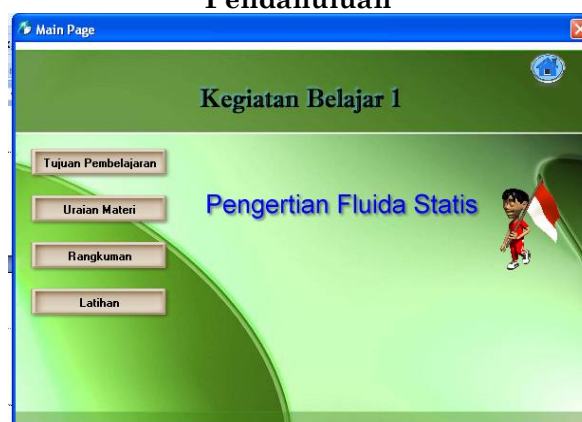 Pendahuluan
Main Page
Kegiatan Belajar 1
Tujuan Pembelajaran
Uraian Materi
Rangkuman
Latihan
Pengertian Fluida Statis